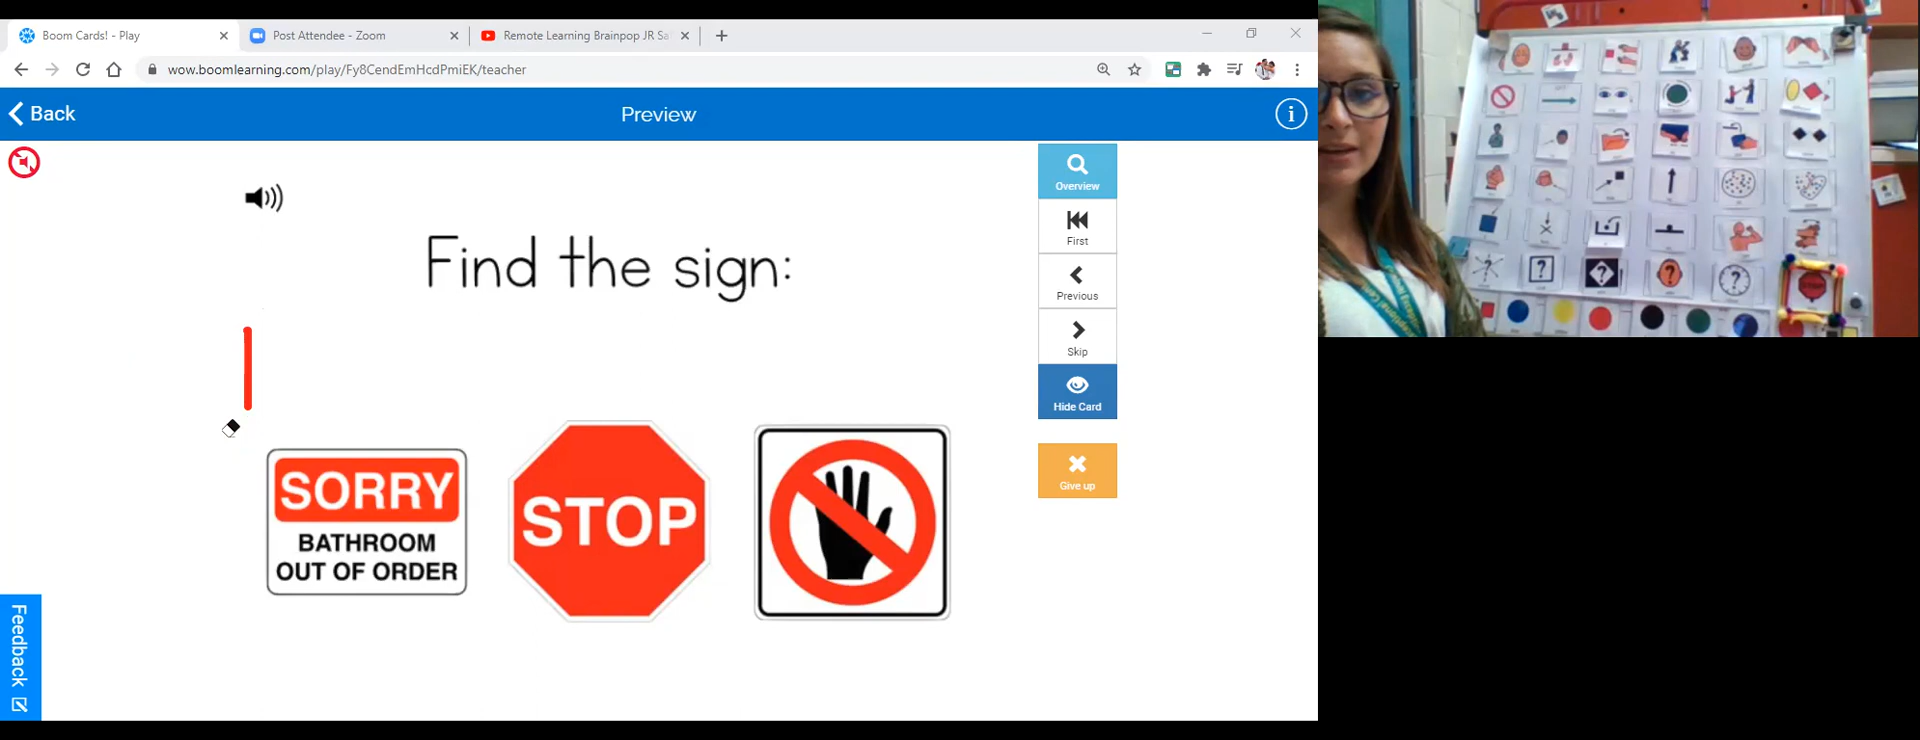 Boom Cards! - Play
Post Attendee - Zoom
Remote Learning Brainpop JR Sa
wow.boomlearning.com/play/Fy8CendEmHcdPmiEK/teacher
Back
Preview
Find the sign:
Overview
First
Previous
Skip
Hide Card
Give up
SORRY
BATHROOM
OUT OF ORDER
STOP
Feedback
STOP